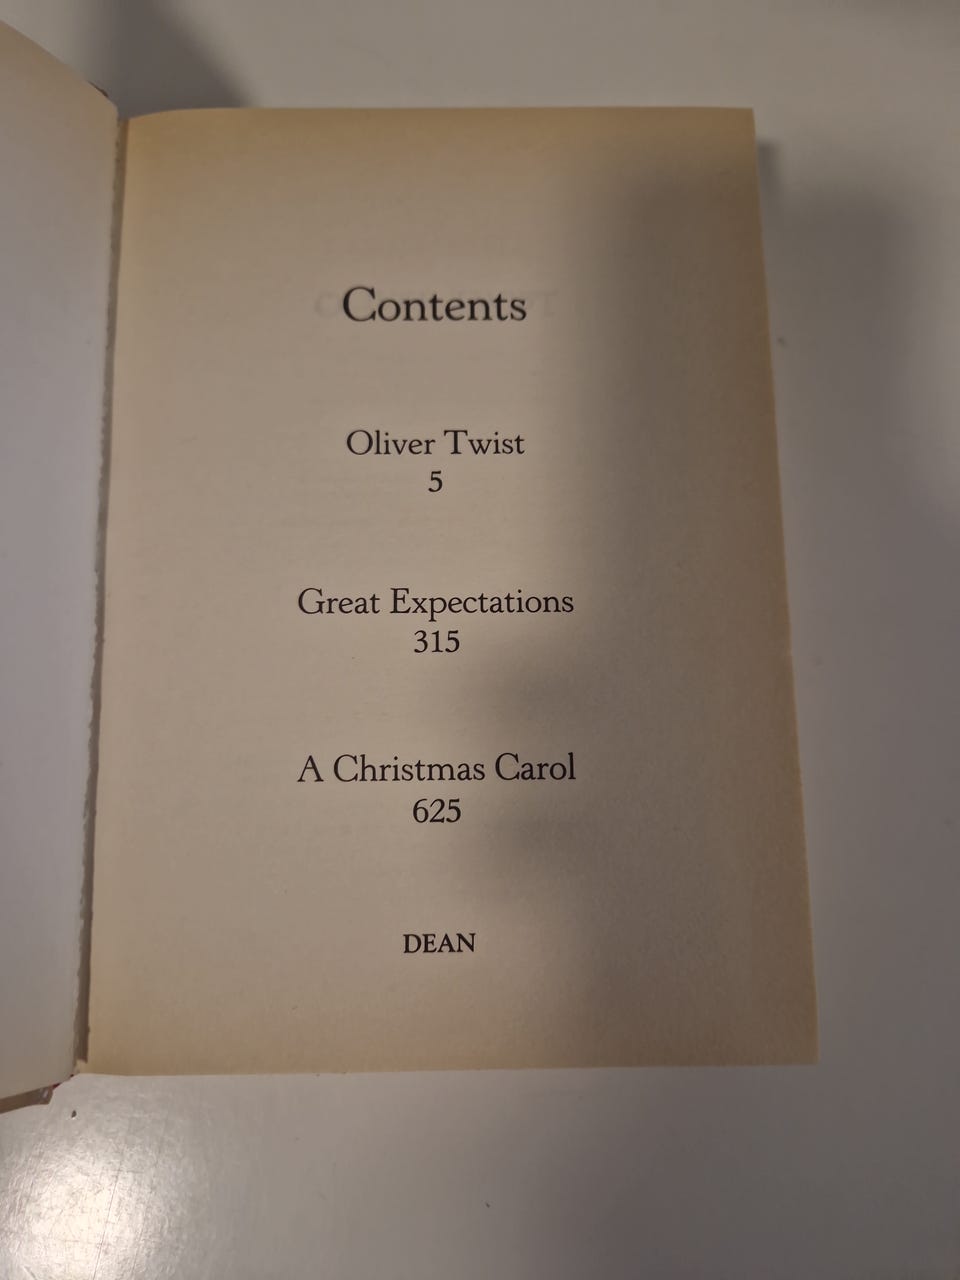 Contents
Oliver Twist
5
Great Expectations
315
A Christmas Carol
625
DEAN